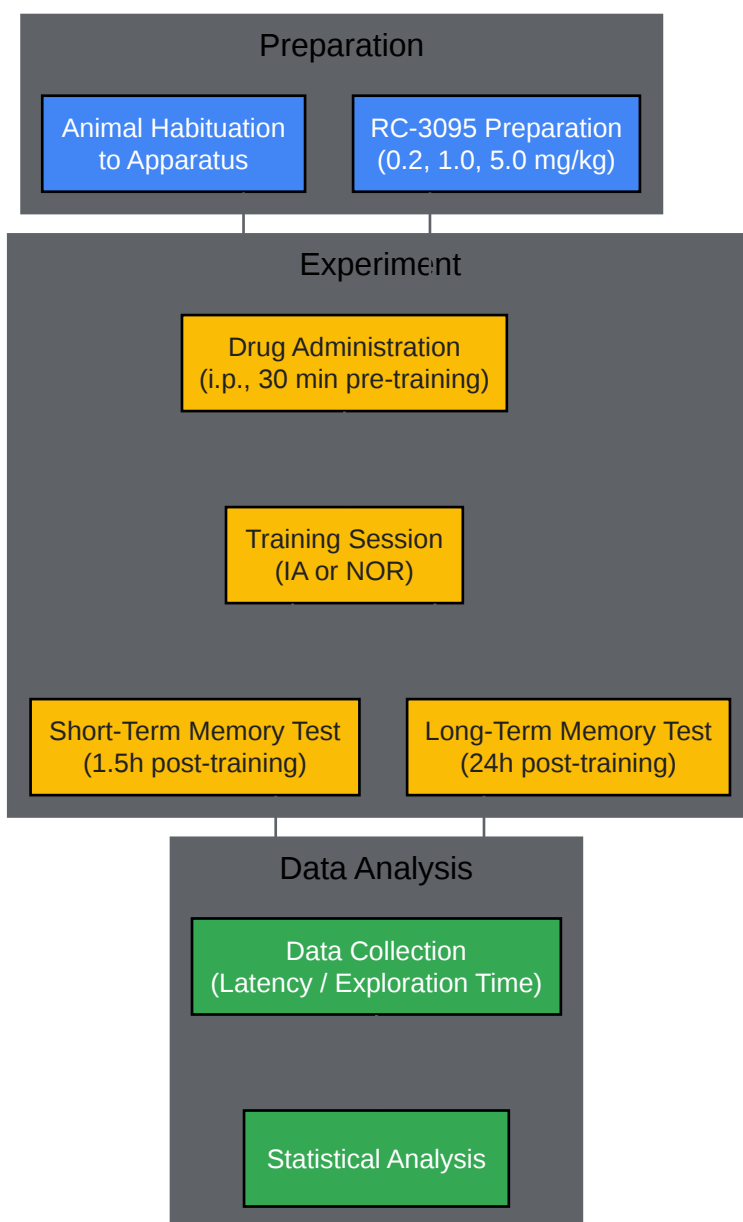 Preparation
Animal Habituation
to Apparatus
RC-3095 Preparation
(0.2, 1.0, 5.0 mg/kg)
Experiment
Drug Administration
(i.p., 30 min pre-training)
Training Session
(IA or NOR)
Short-Term Memory Test
(1.5h post-training)
Long-Term Memory Test
(24h post-training)
Data Analysis
Data Collection
(Latency / Exploration Time)
Statistical Analysis